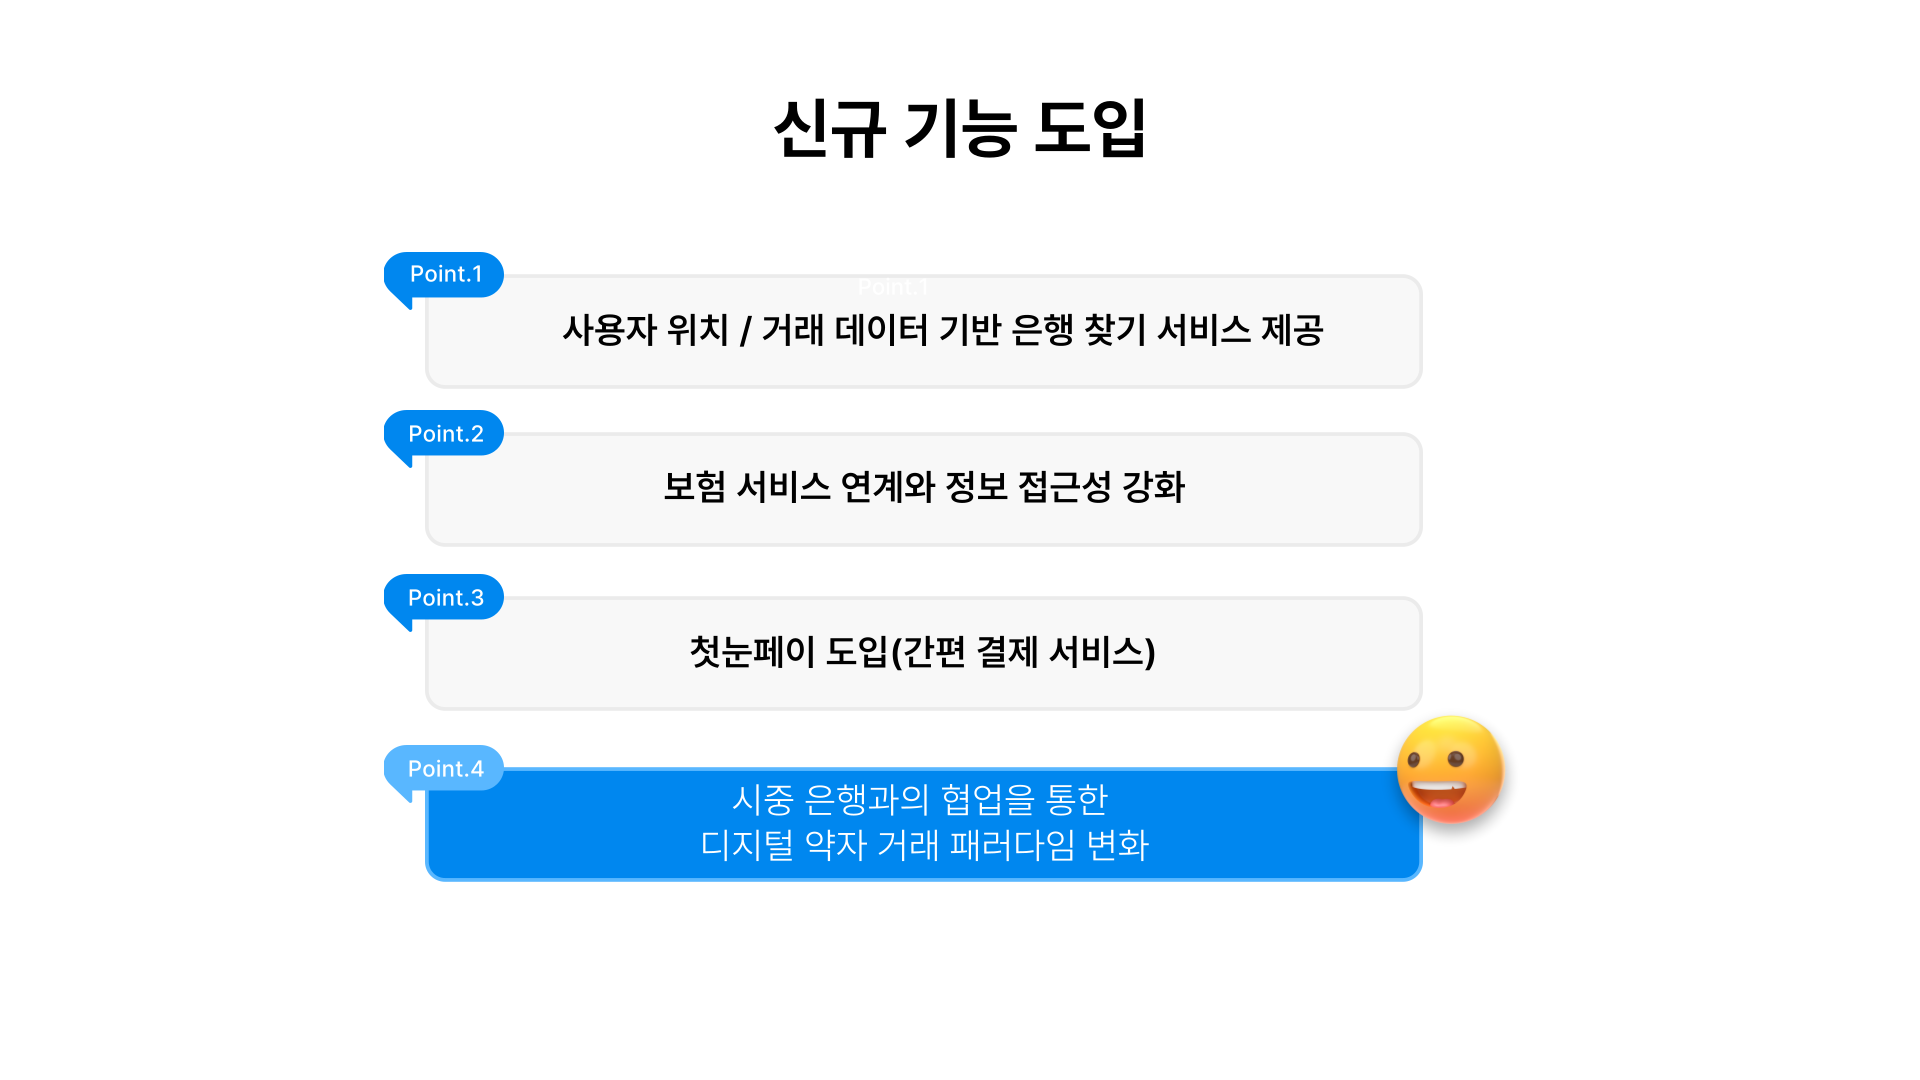 신규 기능 도입
Point.1
Point.1
사용자 위치 / 거래 데이터 기반 은행 찾기 서비스 제공
Point.2
보험 서비스 연계와 정보 접근성 강화
Point.3
첫눈페이 도입(간편 결제 서비스)
Point.4
시중 은행과의 협업을 통한
디지털 약자 거래 패러다임 변화